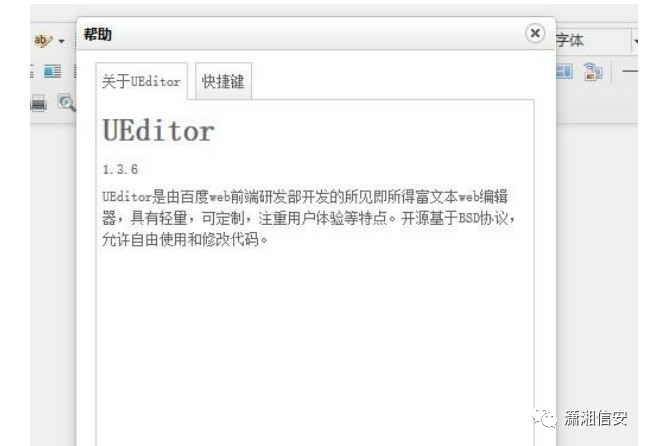 帮助
字体
关于UEditor
快捷键
UEditor
1.3.6
UEditor是由百度web前端研发部开发的所见即所得富文本web编辑
器，具有轻量，可定制，注重用户体验等特点。开源基于BSD协议，
允许自由使用和修改代码。
潇湘信安